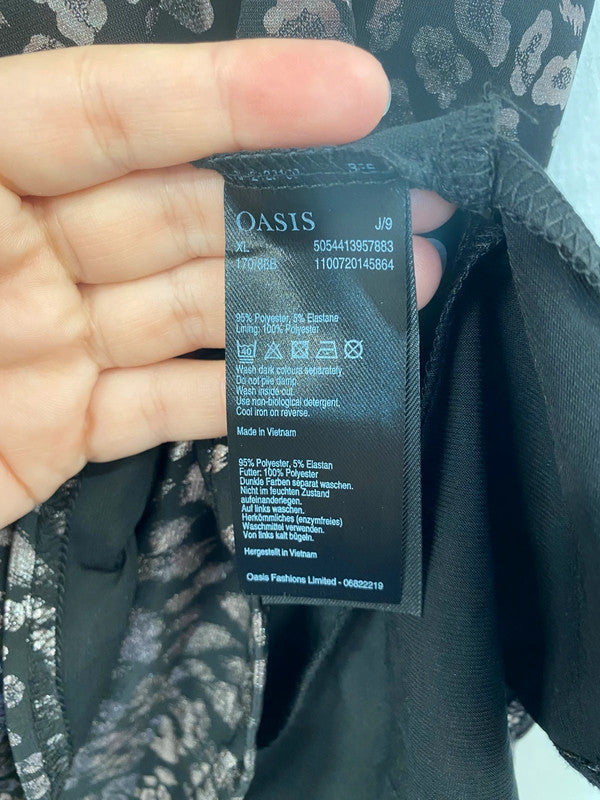 OASIS J/9
XL 5054413957883
170/88B 1100720145864
95% Polyester, 5% Elastane
Lining: 100% Polyester
40
Wash dark colours separately.
Do not pile damp.
Wash inside out.
Use non-biological detergent.
Cool iron on reverse.
Made in Vietnam
95% Polyester, 5% Elastan
Futter: 100% Polyester
Dunkle Farben separat waschen.
Nicht im feuchten Zustand
aufeinanderlegen.
Auf links waschen.
Herkömmliches (enzymfreies)
Waschmittel verwenden.
Von links kalt bügeln.
Hergestellt in Vietnam
Oasis Fashions Limited - 06822219